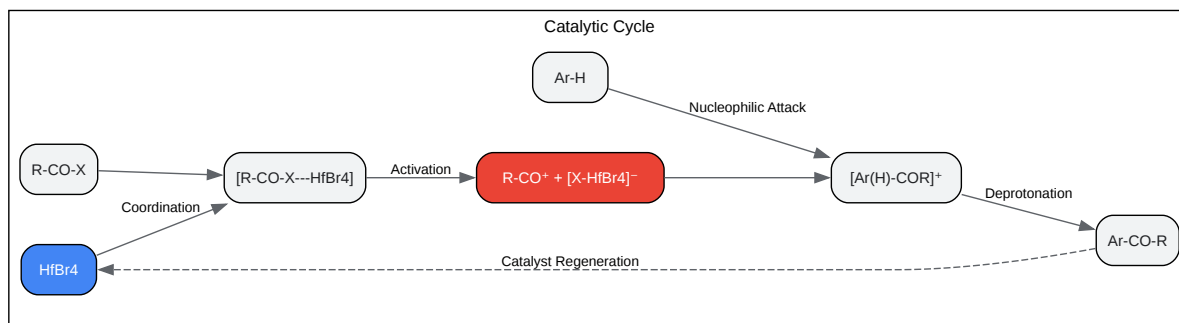 Catalytic Cycle
Ar-H
Nucleophilic Attack
R-CO-X
[R-CO-X---HfBr4]
Activation
R-CO⁺ + [X-HfBr4]⁻
[Ar(H)-COR]⁺
Deprotonation
Coordination
Ar-CO-R
HfBr4
Catalyst Regeneration